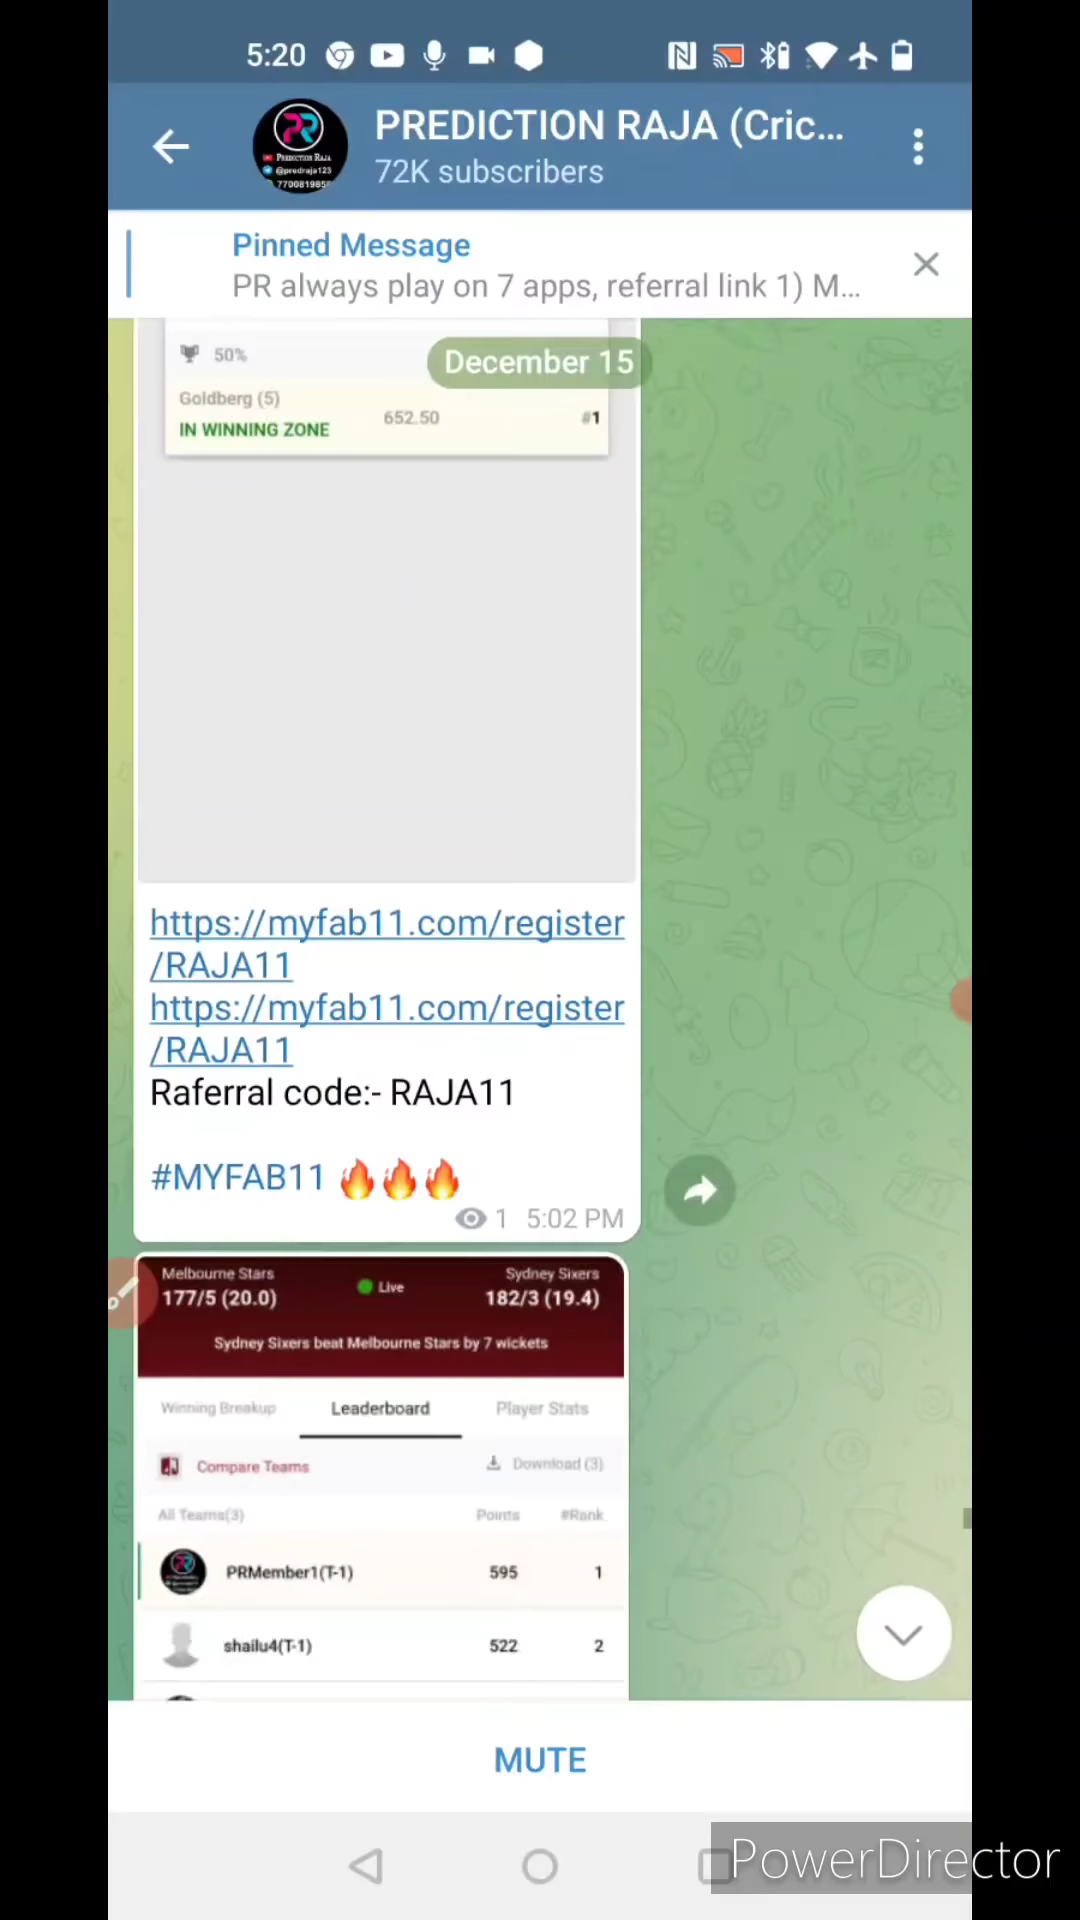 5:20
PREDICTION RAJA (Cric...
72K subscribers
PREDICTION RAJA
@predraja123
Pinned Message
PR always play on 7 apps, referral link 1) M...
50%
December 15
Goldberg (5)
652.50
#1
IN WINNING ZONE
https://myfab11.com/register
/RAJA11
https://myfab11.com/register
/RAJA11
Raferral code:- RAJA11
#MYFAB11 🔥🔥🔥
1 5:02 PM
Melbourne Stars
Live
Sydney Sixers
177/5 (20.0)
182/3 (19.4)
Sydney Sixers beat Melbourne Stars by 7 wickets
Winning Breakup
Leaderboard
Player Stats
Compare Teams
Download (3)
All Teams(3)
Points
#Rank
PRMember1(T-1)
595
1
shailu4(T-1)
522
2
MUTE
PowerDirector